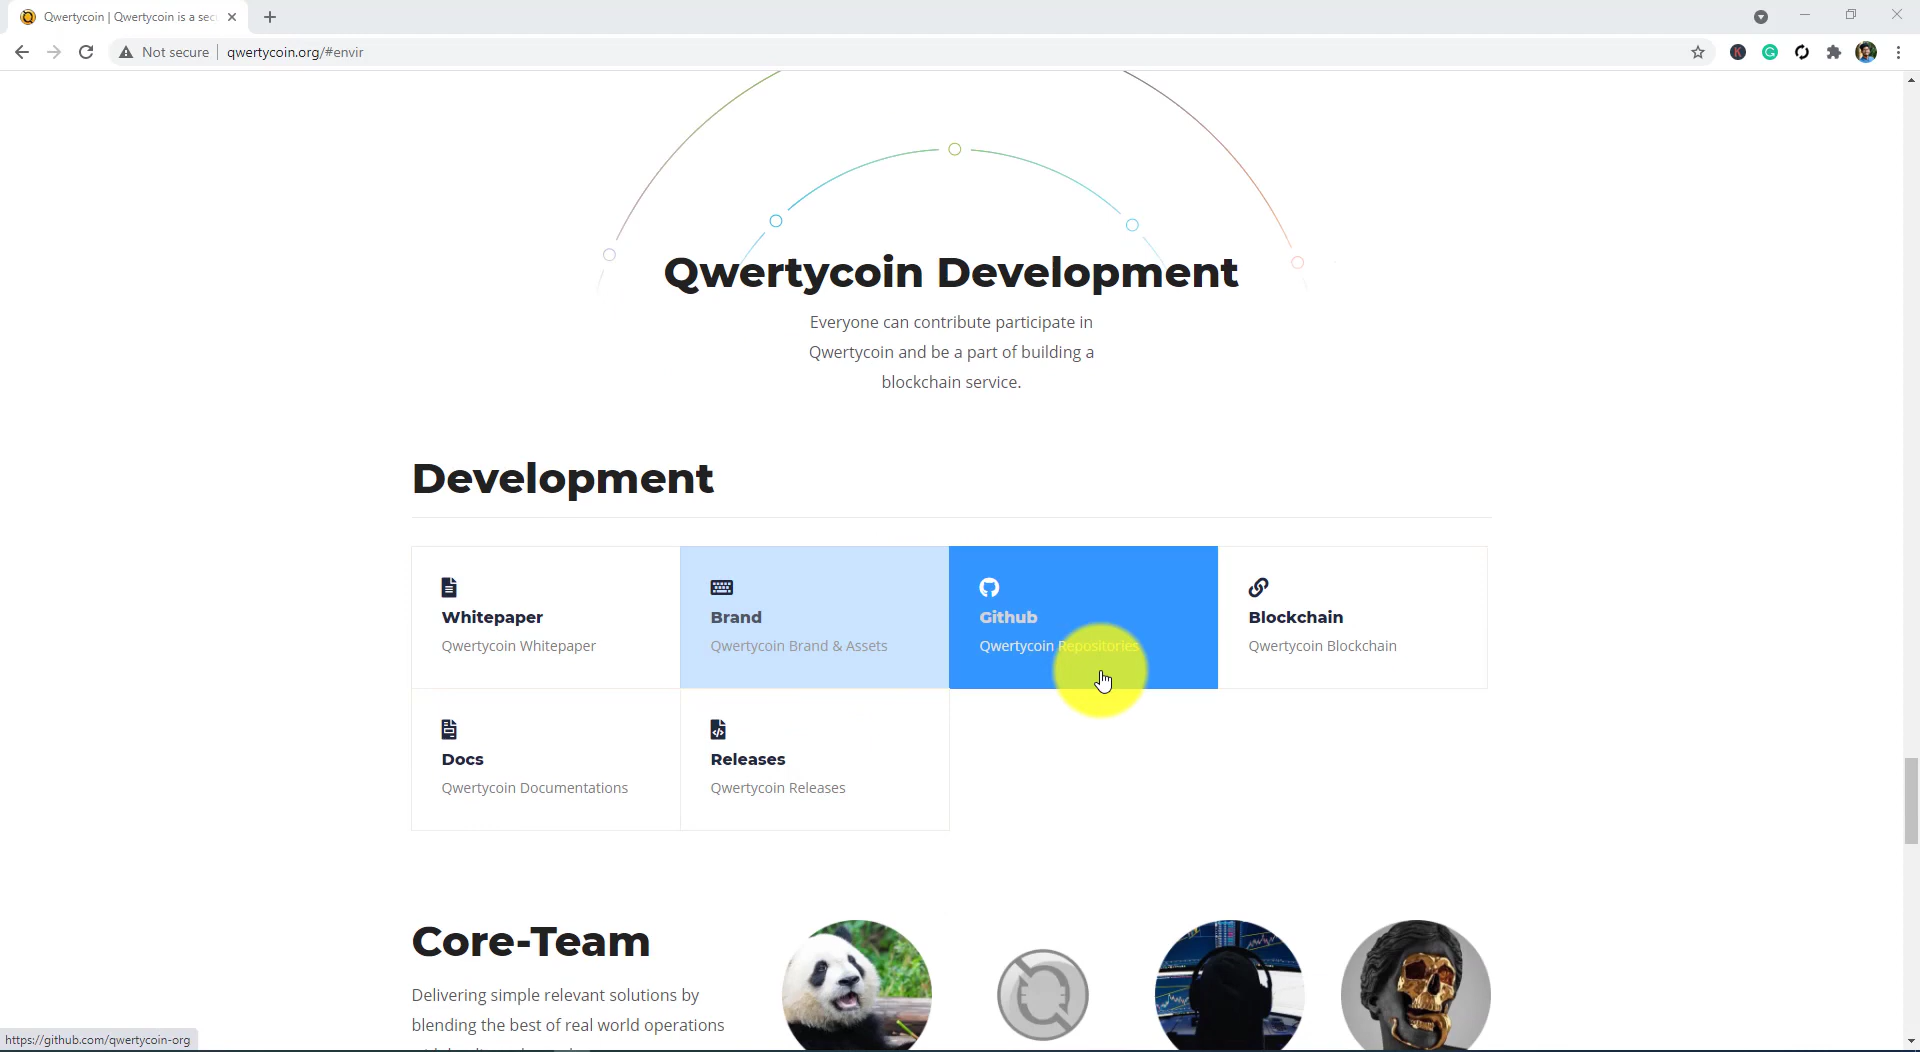 Qwertycoin | Qwertycoin is a sec
Not secure
qwertycoin.org/#envir
Qwertycoin Development
Everyone can contribute participate in
Qwertycoin and be a part of building a
blockchain service.
Development
Whitepaper
Qwertycoin Whitepaper
Brand
Qwertycoin Brand & Assets
Github
Qwertycoin Repositories
Blockchain
Qwertycoin Blockchain
Docs
Qwertycoin Documentations
Releases
Qwertycoin Releases
Core-Team
Delivering simple relevant solutions by
blending the best of real world operations
https://github.com/qwertycoin-org